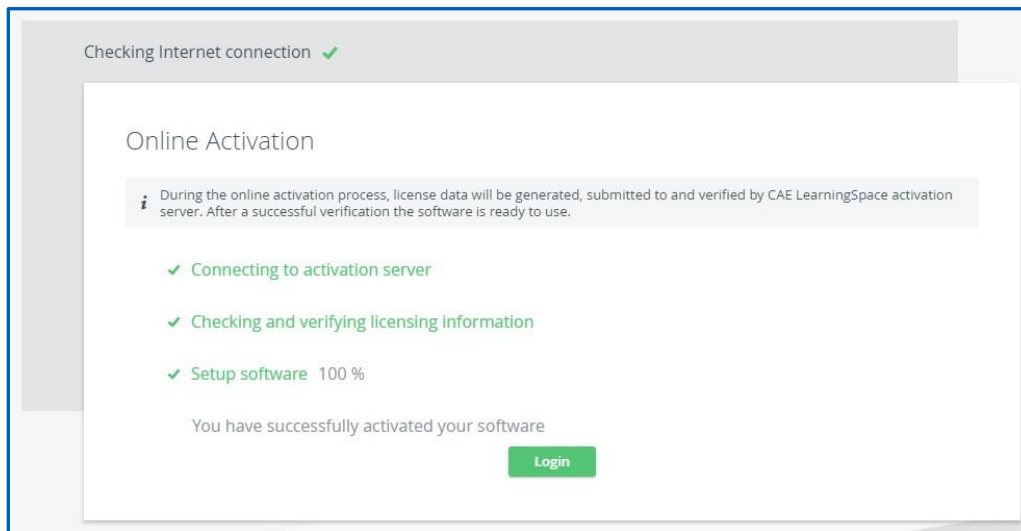 Checking Internet connection
Online Activation
i During the online activation process, license data will be generated, submitted to and verified by CAE LearningSpace activation
server. After a successful verification the software is ready to use.
Connecting to activation server
Checking and verifying licensing information
Setup software 100 %
You have successfully activated your software
Login